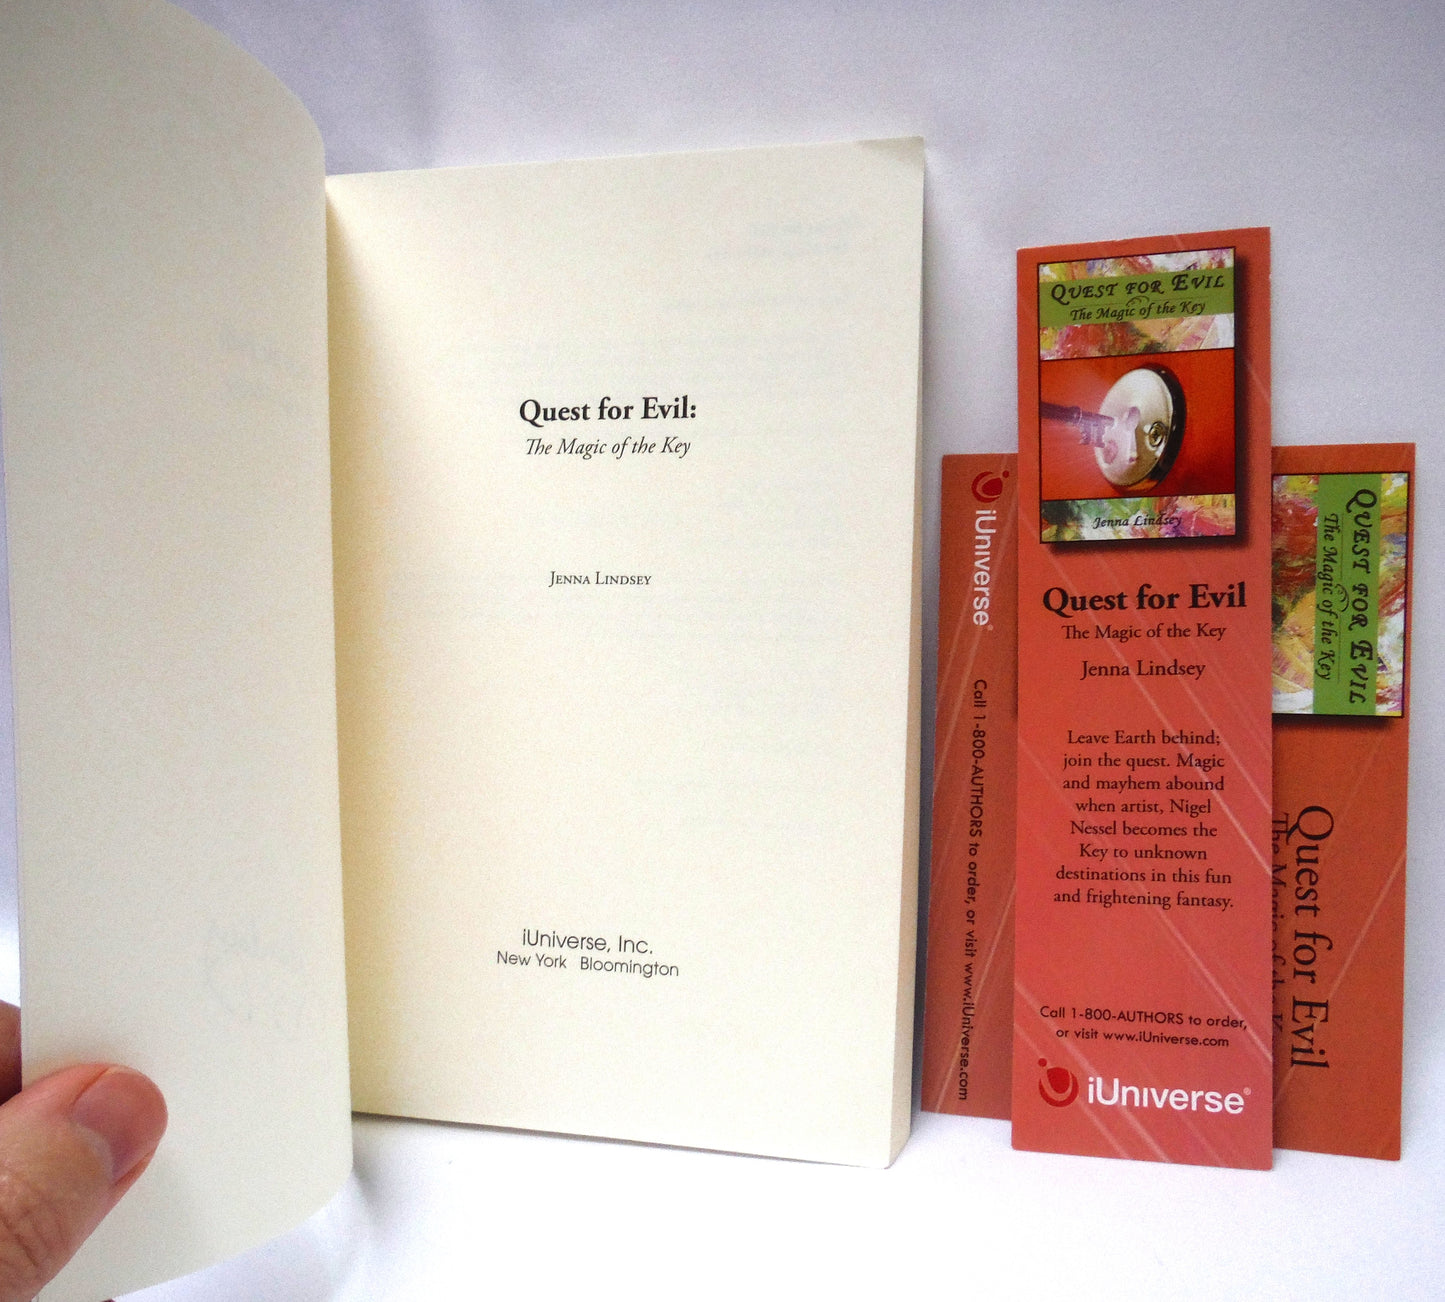 Quest for Evil:
The Magic of the Key
Jenna Lindsey
iUniverse, Inc.
New York Bloomington
Quest for Evil
The Magic of the Key
Jenna Lindsey
Quest for Evil
The Magic of the Key
Jenna Lindsey
Leave Earth behind;
join the quest. Magic
and mayhem abound
when artist, Nigel
Nessel becomes the
Key to unknown
destinations in this fun
and frightening fantasy.
Call 1-800-AUTHORS to order,
or visit www.iUniverse.com
iUniverse®
iUniverse®
Call 1-800-AUTHORS to order, or visit www.iUniverse.com
Quest for Evil
The Magic of the Key
Quest for Evil
The Magic of the K